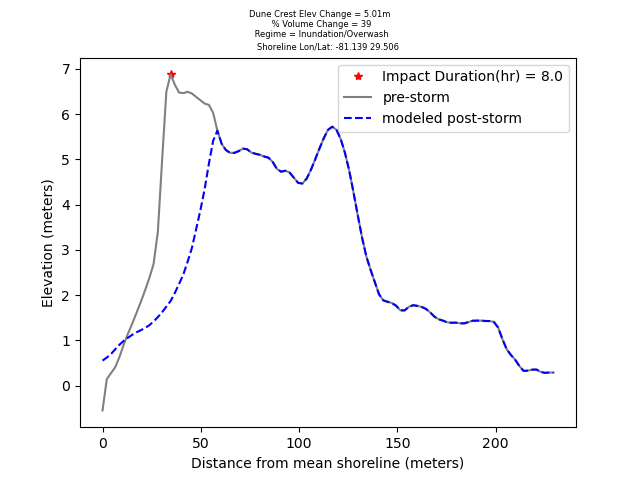 Dune Crest Elev Change = 5.01m
% Volume Change = 39
Regime = Inundation/Overwash
Shoreline Lon/Lat: -81.139 29.506
Impact Duration(hr) = 8.0
pre-storm
modeled post-storm
Elevation (meters)
7
6
5
4
3
2
1
0
0 50 100 150 200
Distance from mean shoreline (meters)